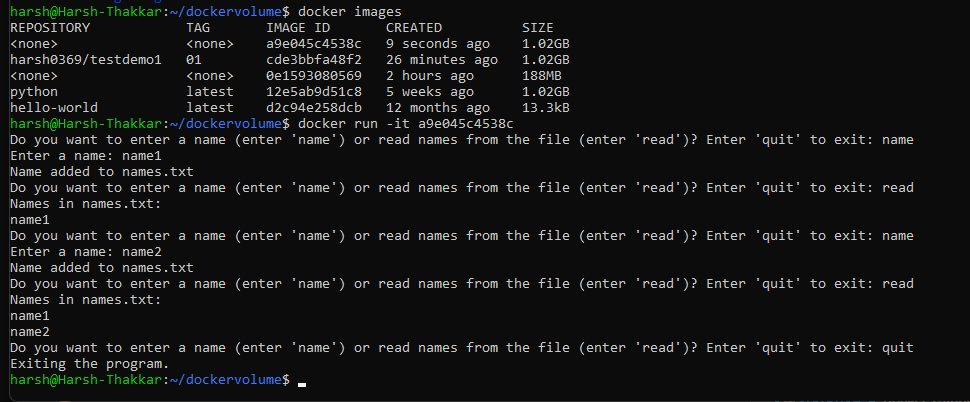 harsh@Harsh-Thakkar:~/dockervolume$ docker images
REPOSITORY            TAG       IMAGE ID       CREATED          SIZE
<none>                <none>    a9e045c4538c   9 seconds ago    1.02GB
harsh0369/testdemo1   01        cde3bbfa48f2   26 minutes ago   1.02GB
<none>                <none>    0e1593080569   2 hours ago      188MB
python                latest    12e5ab9d51c8   5 weeks ago      1.02GB
hello-world           latest    d2c94e258dcb   12 months ago    13.3kB
harsh@Harsh-Thakkar:~/dockervolume$ docker run -it a9e045c4538c
Do you want to enter a name (enter 'name') or read names from the file (enter 'read')? Enter 'quit' to exit: name
Enter a name: name1
Name added to names.txt
Do you want to enter a name (enter 'name') or read names from the file (enter 'read')? Enter 'quit' to exit: read
Names in names.txt:
name1
Do you want to enter a name (enter 'name') or read names from the file (enter 'read')? Enter 'quit' to exit: name
Enter a name: name2
Name added to names.txt
Do you want to enter a name (enter 'name') or read names from the file (enter 'read')? Enter 'quit' to exit: read
Names in names.txt:
name1
name2
Do you want to enter a name (enter 'name') or read names from the file (enter 'read')? Enter 'quit' to exit: quit
Exiting the program.
harsh@Harsh-Thakkar:~/dockervolume$